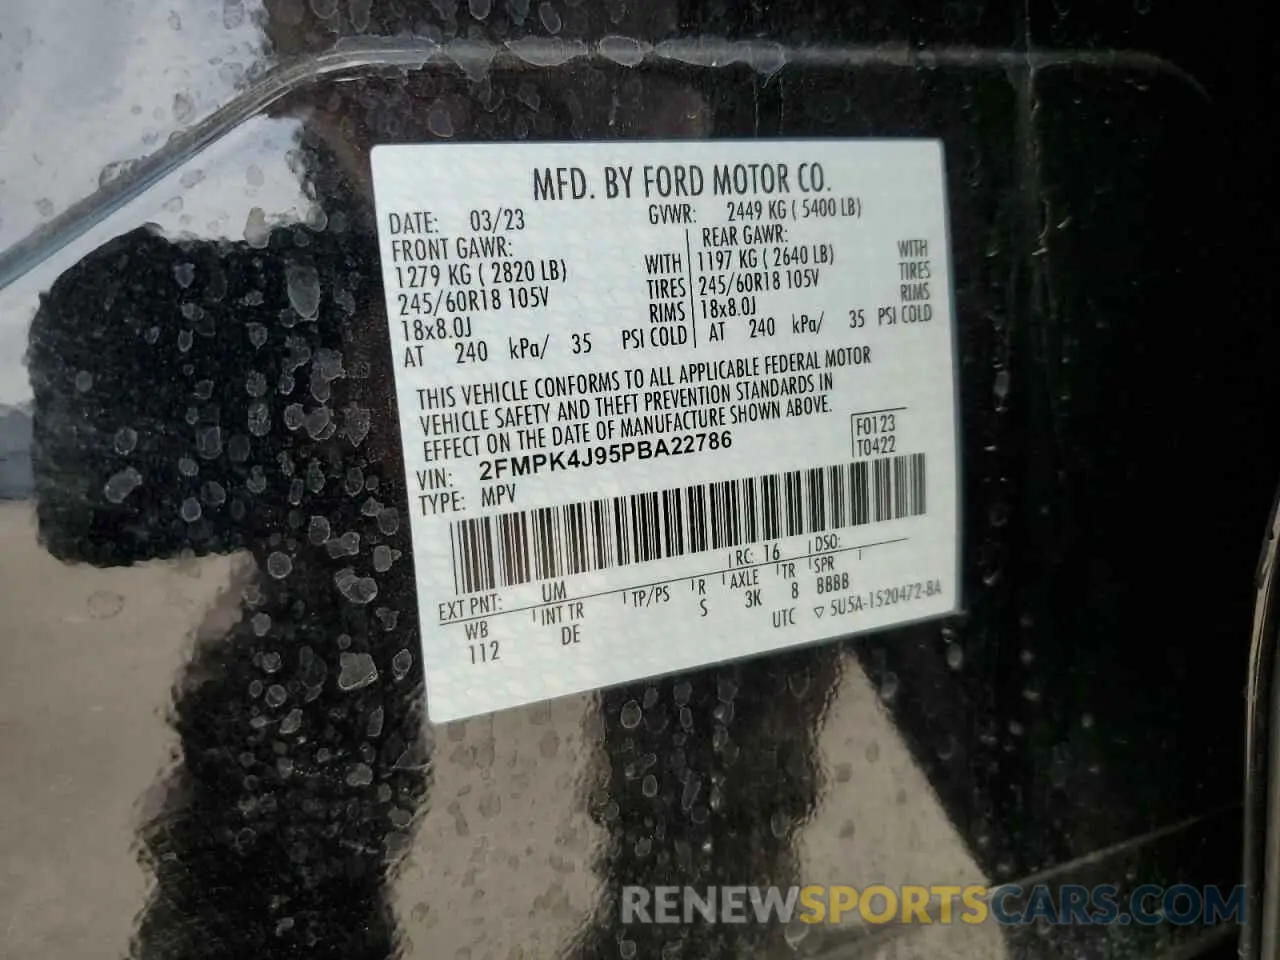 MFD. BY FORD MOTOR CO.
DATE: 03/23 GVWR: 2449 KG ( 5400 LB)
FRONT GAWR: REAR GAWR:
1279 KG ( 2820 LB) WITH 1197 KG ( 2640 LB) WITH
245/60R18 105V TIRES 245/60R18 105V TIRES
18x8.0J RIMS 18x8.0J RIMS
AT 240 kPa/ 35 PSI COLD AT 240 kPa/ 35 PSI COLD
THIS VEHICLE CONFORMS TO ALL APPLICABLE FEDERAL MOTOR
VEHICLE SAFETY AND THEFT PREVENTION STANDARDS IN
EFFECT ON THE DATE OF MANUFACTURE SHOWN ABOVE.
VIN: 2FMPK4J95PBA22786 F0123
TYPE: MPV T0422
EXT PNT: UM RC: 16 DSO:
WB INT TR TP/PS R AXLE TR SPR
112 DE S 3K 8 BBBB
UTC ▽ 5U5A-1520472-BA
RENEWSPORTSCARS.COM